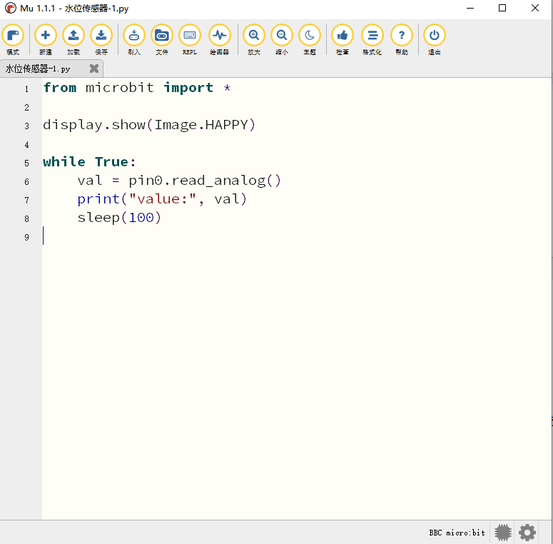 Mu 1.1.1 - 水位传感器-1.py
模式 新建 加载 保存 刷入 文件 REPL 绘图器 放大 缩小 主题 检查 格式化 帮助 退出
水位传感器-1.py
1 from microbit import *
2
3 display.show(Image.HAPPY)
4
5 while True:
6     val = pin0.read_analog()
7     print("value:", val)
8     sleep(100)
9
BBC micro:bit